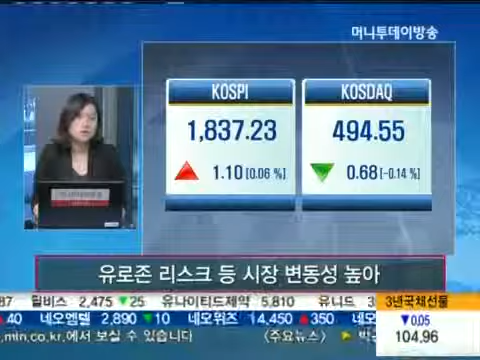 머니투데이방송
KOSPI
1,837.23
▲ 1.10 [0.06 %]
KOSDAQ
494.55
▼ 0.68 [-0.14 %]
유로존 리스크 등 시장 변동성 높아
87 필비스 2,475 ▼25 유나이티드제약 5,810 유니드
▲40 네오엠텔 2,890 ▼10 네오위즈 14,450 ▲350 네오
.mtn.co.kr에서 보실 수 있습니다 <주요뉴스> ▶
3년국채선물
▼0.05
104.96